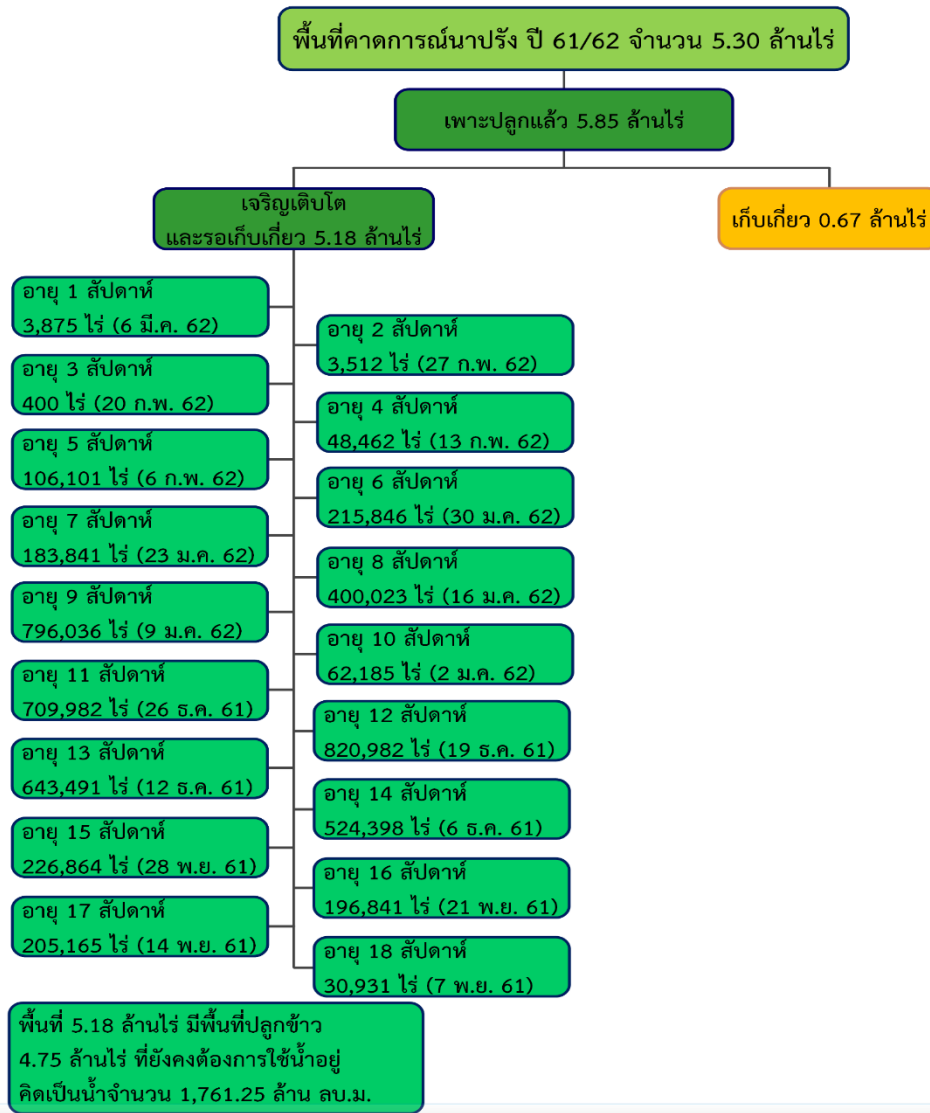 พื้นที่คาดการณ์นาปรัง ปี 61/62 จำนวน 5.30 ล้านไร่
เพาะปลูกแล้ว 5.85 ล้านไร่
เจริญเติบโต
และรอเก็บเกี่ยว 5.18 ล้านไร่
เก็บเกี่ยว 0.67 ล้านไร่
อายุ 1 สัปดาห์
3,875 ไร่ (6 มี.ค. 62)
อายุ 2 สัปดาห์
3,512 ไร่ (27 ก.พ. 62)
อายุ 3 สัปดาห์
400 ไร่ (20 ก.พ. 62)
อายุ 4 สัปดาห์
48,462 ไร่ (13 ก.พ. 62)
อายุ 5 สัปดาห์
106,101 ไร่ (6 ก.พ. 62)
อายุ 6 สัปดาห์
215,846 ไร่ (30 ม.ค. 62)
อายุ 7 สัปดาห์
183,841 ไร่ (23 ม.ค. 62)
อายุ 8 สัปดาห์
400,023 ไร่ (16 ม.ค. 62)
อายุ 9 สัปดาห์
796,036 ไร่ (9 ม.ค. 62)
อายุ 10 สัปดาห์
62,185 ไร่ (2 ม.ค. 62)
อายุ 11 สัปดาห์
709,982 ไร่ (26 ธ.ค. 61)
อายุ 12 สัปดาห์
820,982 ไร่ (19 ธ.ค. 61)
อายุ 13 สัปดาห์
643,491 ไร่ (12 ธ.ค. 61)
อายุ 14 สัปดาห์
524,398 ไร่ (6 ธ.ค. 61)
อายุ 15 สัปดาห์
226,864 ไร่ (28 พ.ย. 61)
อายุ 16 สัปดาห์
196,841 ไร่ (21 พ.ย. 61)
อายุ 17 สัปดาห์
205,165 ไร่ (14 พ.ย. 61)
อายุ 18 สัปดาห์
30,931 ไร่ (7 พ.ย. 61)
พื้นที่ 5.18 ล้านไร่ มีพื้นที่ปลูกข้าว
4.75 ล้านไร่ ที่ยังคงต้องการใช้น้ำอยู่
คิดเป็นน้ำจำนวน 1,761.25 ล้าน ลบ.ม.